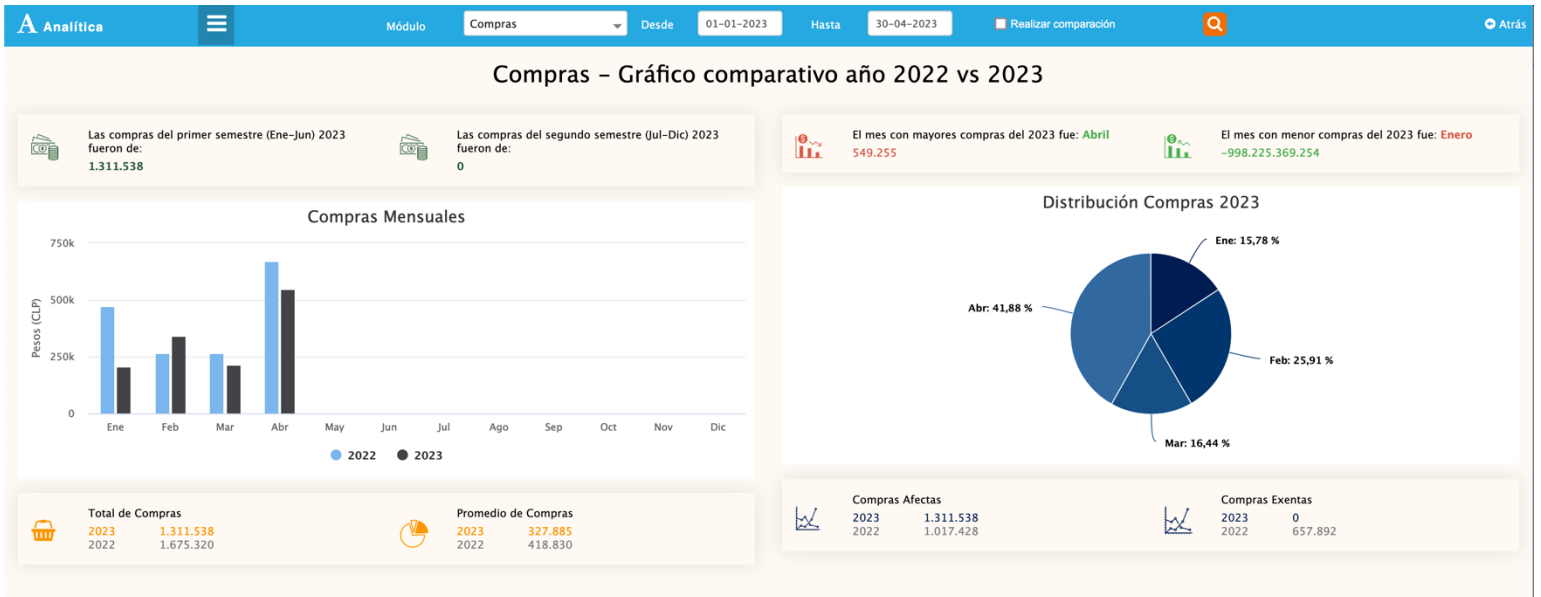 A Analítica
Módulo
Compras
Desde
01-01-2023
Hasta
30-04-2023
Realizar comparación
Atrás
Compras – Gráfico comparativo año 2022 vs 2023
Las compras del primer semestre (Ene-Jun) 2023
fueron de:
1.311.538
Las compras del segundo semestre (Jul-Dic) 2023
fueron de:
0
El mes con mayores compras del 2023 fue: Abril
549.255
El mes con menor compras del 2023 fue: Enero
-998.225.369.254
Compras Mensuales
Pesos (CLP)
750k
500k
250k
0
Ene Feb Mar Abr May Jun Jul Ago Sep Oct Nov Dic
2022 2023
Distribución Compras 2023
Ene: 15,78 %
Abr: 41,88 %
Feb: 25,91 %
Mar: 16,44 %
Total de Compras
2023 1.311.538
2022 1.675.320
Promedio de Compras
2023 327.885
2022 418.830
Compras Afectas
2023 1.311.538
2022 1.017.428
Compras Exentas
2023 0
2022 657.892